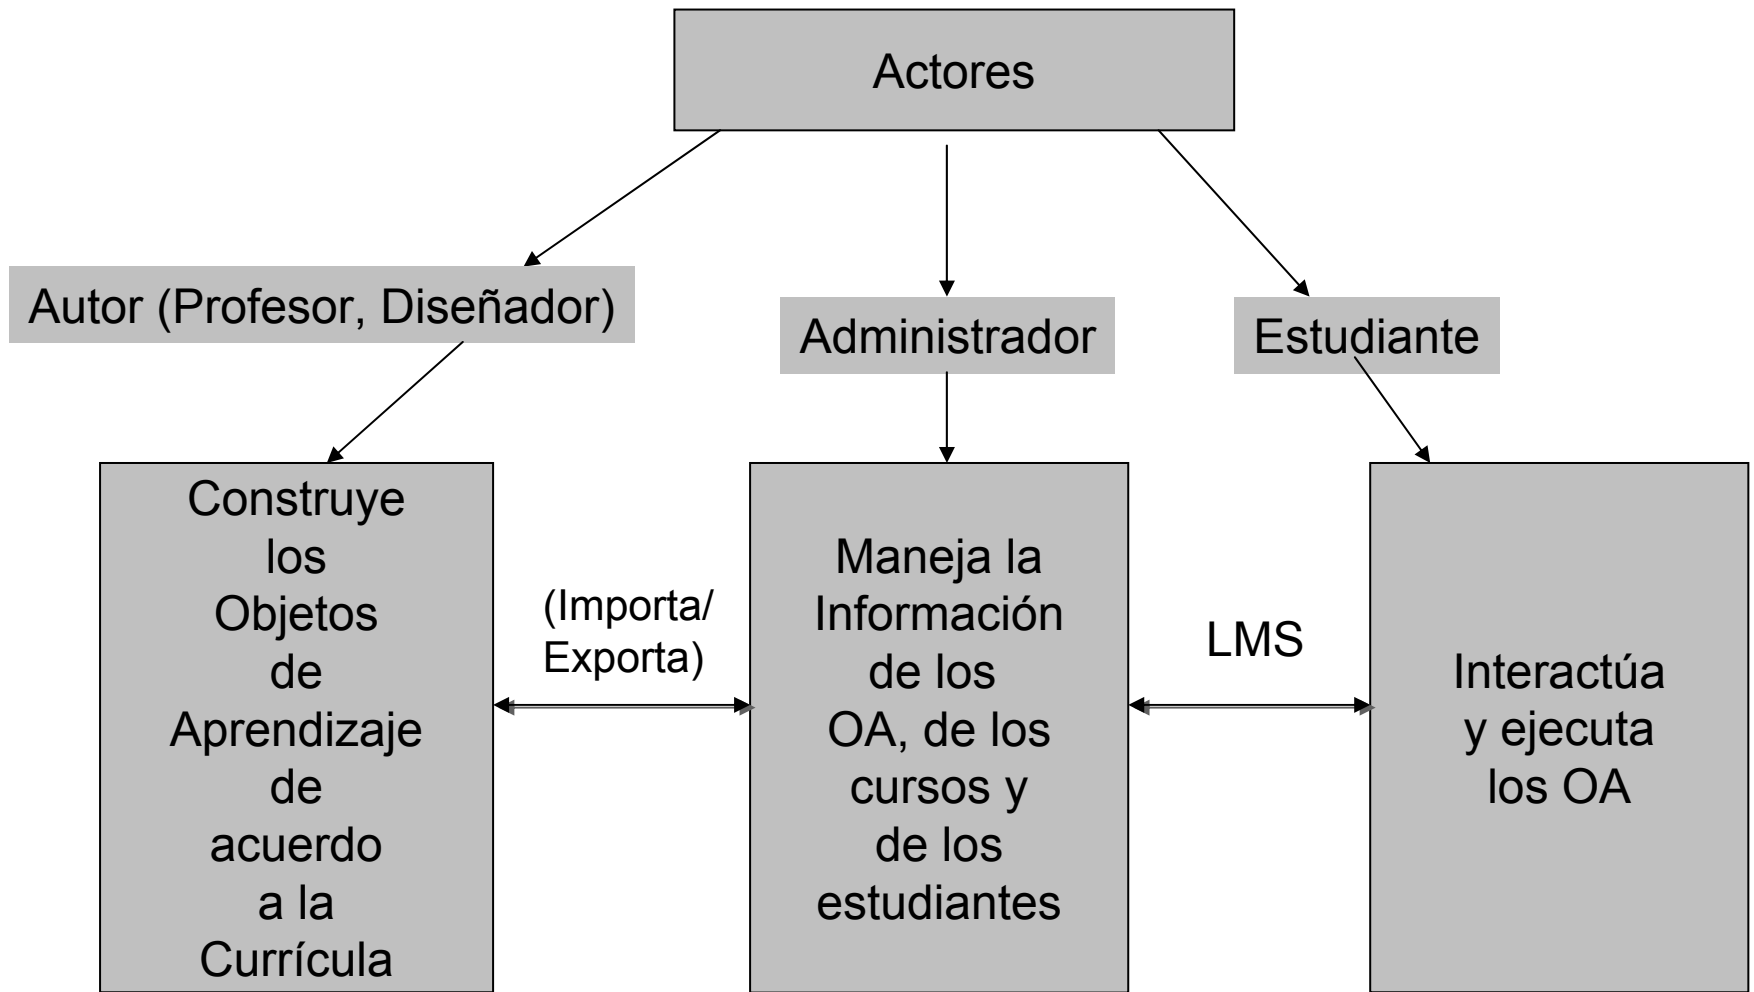 Actores
Autor (Profesor, Diseñador)
Administrador
Estudiante
Construye
los
Objetos
de
Aprendizaje
de
acuerdo
a la
Currícula
(Importa/
Exporta)
Maneja la
Información
de los
OA, de los
cursos y
de los
estudiantes
LMS
Interactúa
y ejecuta
los OA